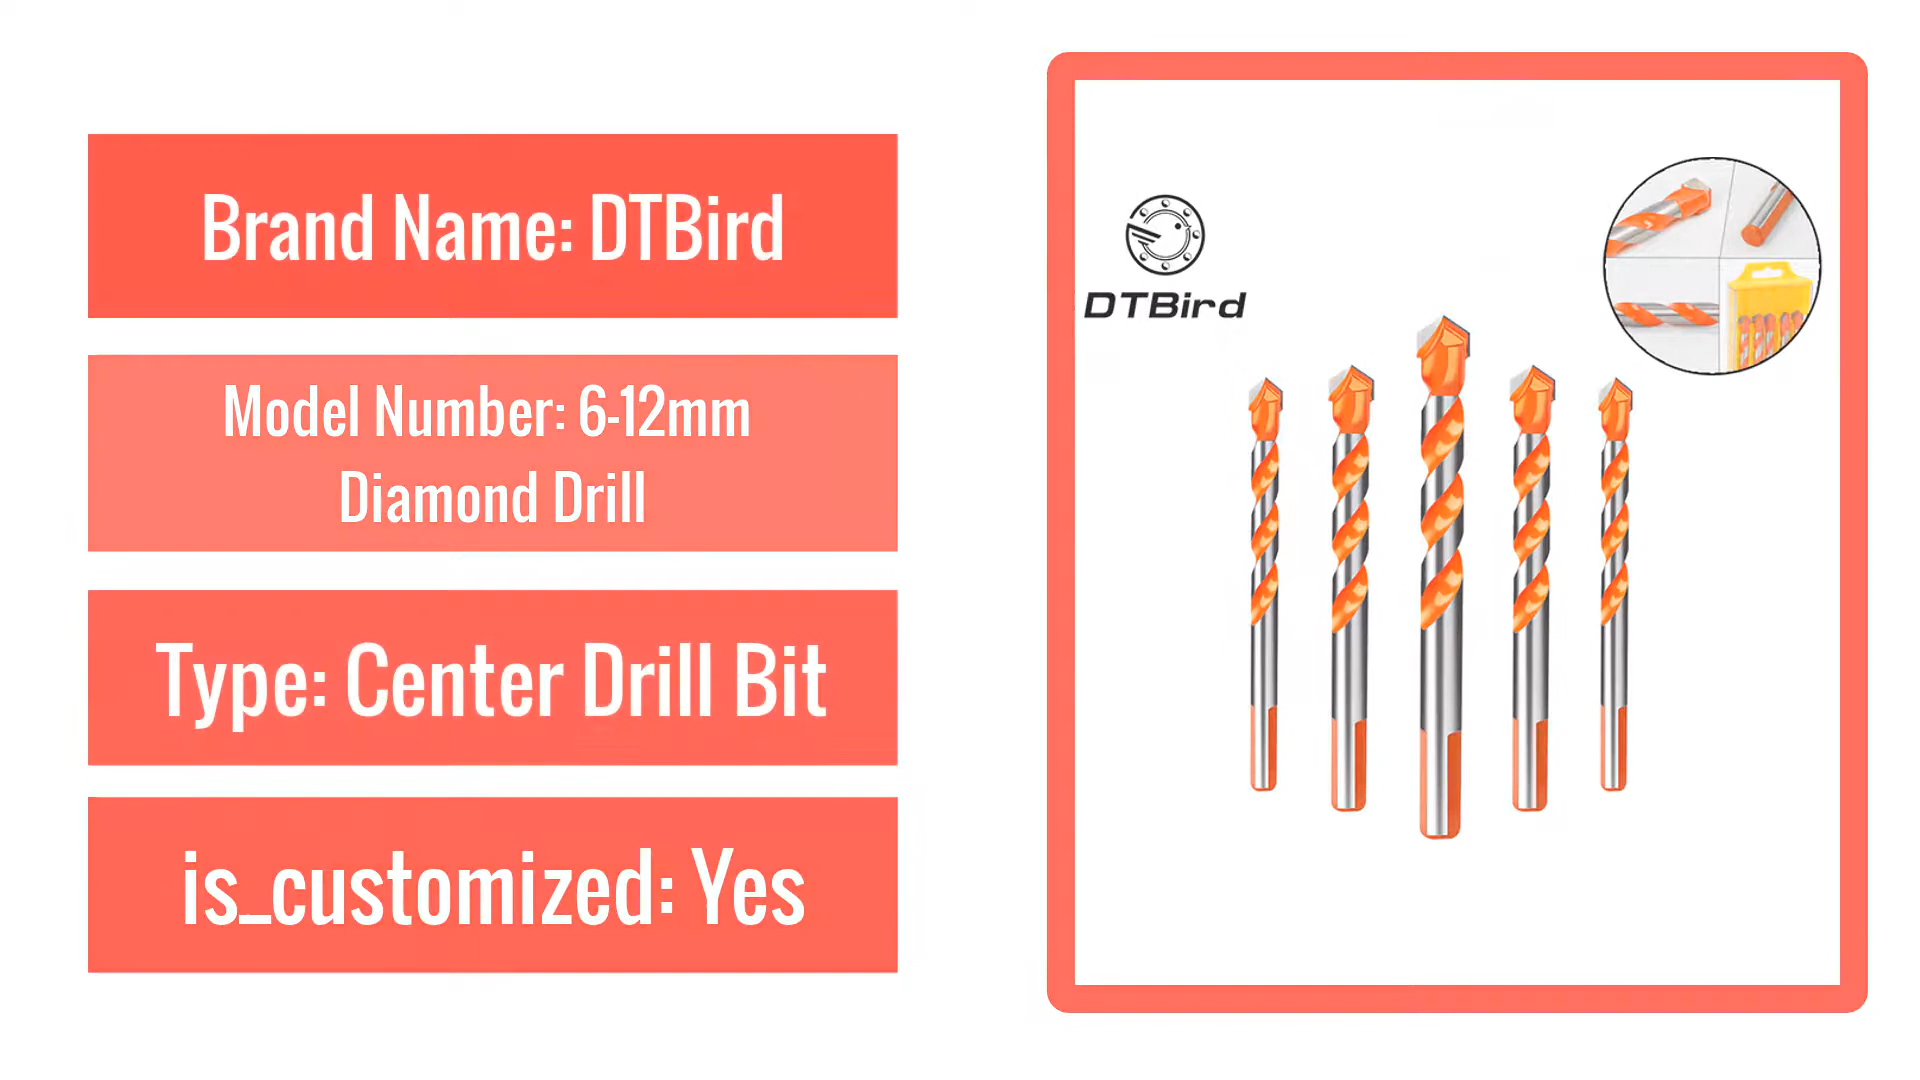 Brand Name: DTBird
Model Number: 6-12mm
Diamond Drill
Type: Center Drill Bit
is_customized: Yes
DTBird